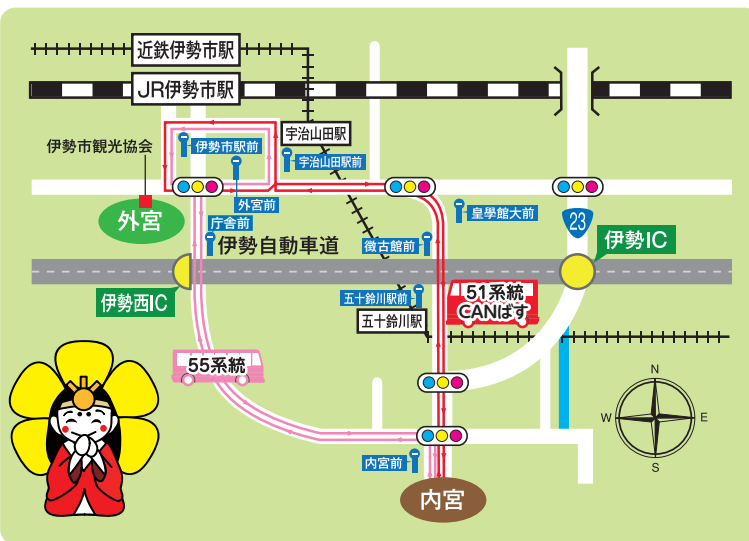 近鉄伊勢市駅
JR伊勢市駅
宇治山田駅
伊勢市観光協会
伊勢市駅前
宇治山田駅前
外宮前
外宮
庁舎前
皇學館大前
23
徴古館前
伊勢自動車道
伊勢IC
伊勢西IC
五十鈴川駅前
51系統
CANばす
五十鈴川駅
55系統
N
W
E
S
内宮前
内宮